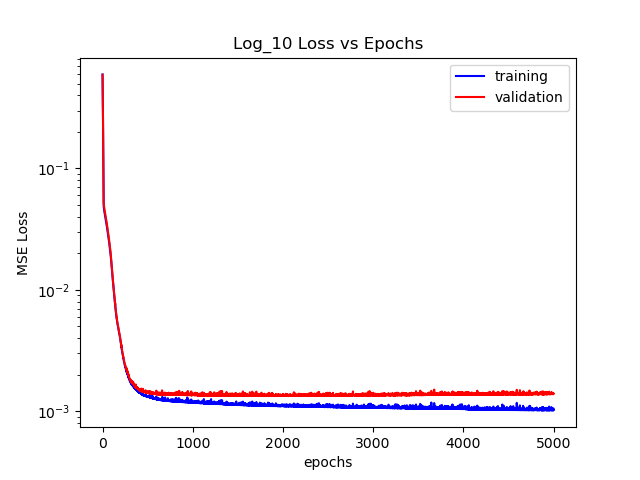 Log_10 Loss vs Epochs
training
validation
MSE Loss
10⁻¹
10⁻²
10⁻³
0 1000 2000 3000 4000 5000
epochs